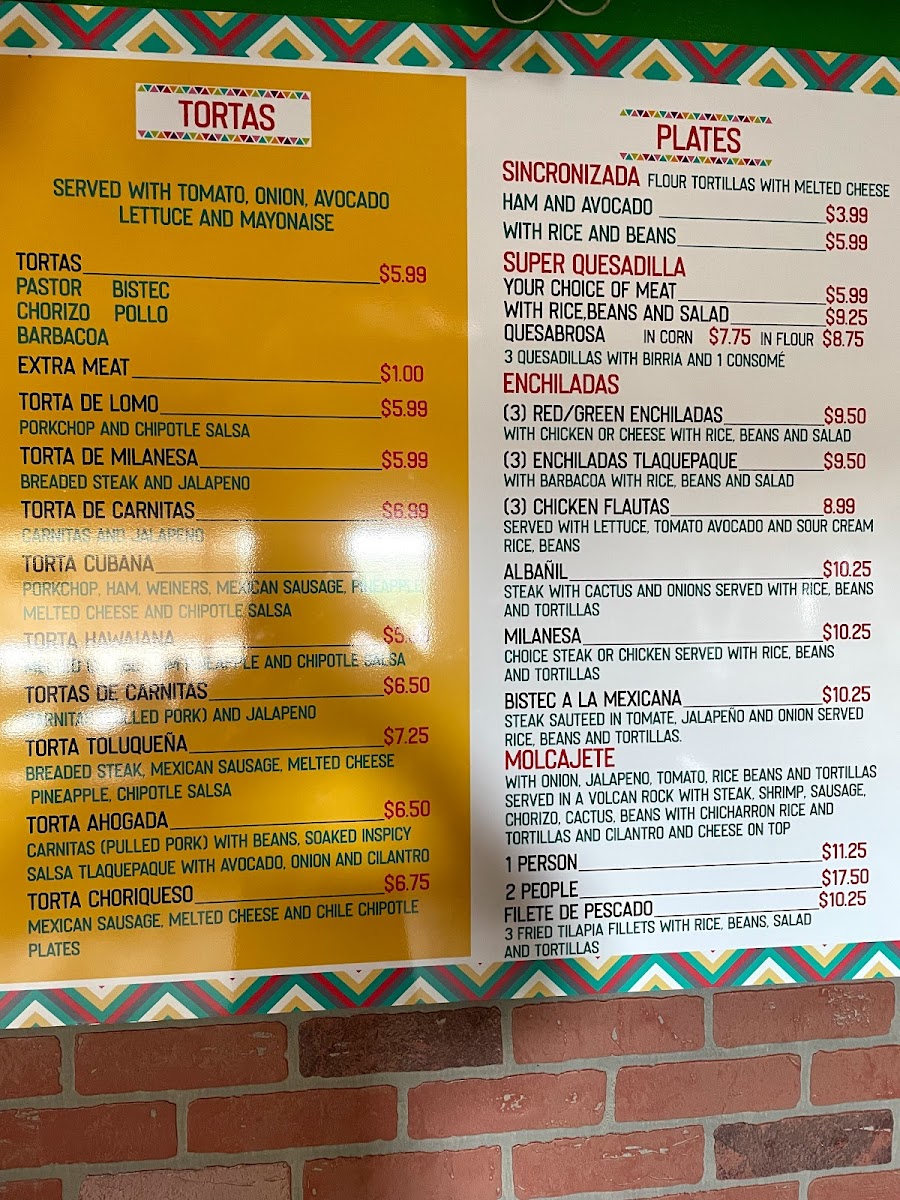 TORTAS
SERVED WITH TOMATO, ONION, AVOCADO
LETTUCE AND MAYONAISE
TORTAS $5.99
PASTOR BISTEC
CHORIZO POLLO
BARBACOA
EXTRA MEAT $1.00
TORTA DE LOMO $5.99
PORKCHOP AND CHIPOTLE SALSA
TORTA DE MILANESA $5.99
BREADED STEAK AND JALAPENO
TORTA DE CARNITAS $6.99
CARNITAS AND JALAPENO
TORTA CUBANA
PORKCHOP, HAM, WEINERS, MEXICAN SAUSAGE, PINEAPPLE
MELTED CHEESE AND CHIPOTLE SALSA
TORTA HAWAIANA
AND CHIPOTLE SALSA
TORTAS DE CARNITAS $6.50
CARNITAS (PULLED PORK) AND JALAPENO
TORTA TOLUQUEÑA $7.25
BREADED STEAK, MEXICAN SAUSAGE, MELTED CHEESE
PINEAPPLE, CHIPOTLE SALSA
TORTA AHOGADA $6.50
CARNITAS (PULLED PORK) WITH BEANS, SOAKED INSPICY
SALSA TLAQUEPAQUE WITH AVOCADO, ONION AND CILANTRO
TORTA CHORIQUESO $6.75
MEXICAN SAUSAGE, MELTED CHEESE AND CHILE CHIPOTLE
PLATES
PLATES
SINCRONIZADA FLOUR TORTILLAS WITH MELTED CHEESE
HAM AND AVOCADO $3.99
WITH RICE AND BEANS $5.99
SUPER QUESADILLA
YOUR CHOICE OF MEAT $5.99
WITH RICE,BEANS AND SALAD $9.25
QUESABROSA IN CORN $7.75 IN FLOUR $8.75
3 QUESADILLAS WITH BIRRIA AND 1 CONSOMÉ
ENCHILADAS
(3) RED/GREEN ENCHILADAS $9.50
WITH CHICKEN OR CHEESE WITH RICE, BEANS AND SALAD
(3) ENCHILADAS TLAQUEPAQUE $9.50
WITH BARBACOA WITH RICE, BEANS AND SALAD
(3) CHICKEN FLAUTAS 8.99
SERVED WITH LETTUCE, TOMATO AVOCADO AND SOUR CREAM
RICE, BEANS
ALBAÑIL $10.25
STEAK WITH CACTUS AND ONIONS SERVED WITH RICE, BEANS
AND TORTILLAS
MILANESA $10.25
CHOICE STEAK OR CHICKEN SERVED WITH RICE, BEANS
AND TORTILLAS
BISTEC A LA MEXICANA $10.25
STEAK SAUTEED IN TOMATE, JALAPEÑO AND ONION SERVED
RICE, BEANS AND TORTILLAS.
MOLCAJETE
WITH ONION, JALAPENO, TOMATO, RICE BEANS AND TORTILLAS
SERVED IN A VOLCAN ROCK WITH STEAK, SHRIMP, SAUSAGE,
CHORIZO, CACTUS, BEANS WITH CHICHARRON RICE AND
TORTILLAS AND CILANTRO AND CHEESE ON TOP
1 PERSON $11.25
2 PEOPLE $17.50
FILETE DE PESCADO $10.25
3 FRIED TILAPIA FILLETS WITH RICE, BEANS, SALAD
AND TORTILLAS